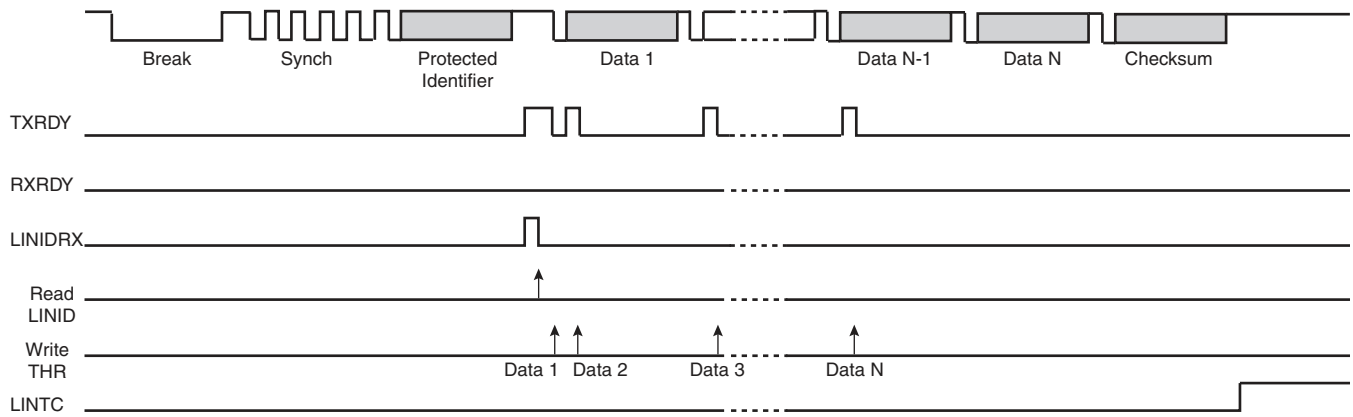 Break
Synch
Protected
Identifier
Data 1
Data N-1
Data N
Checksum
TXRDY
RXRDY
LINIDRX
Read
LINID
Write
THR
Data 1
Data 2
Data 3
Data N
LINTC